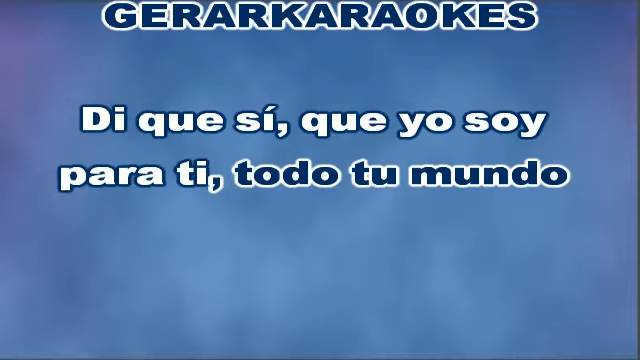 GERARKARAOKES
Di que sí, que yo soy
para ti, todo tu mundo